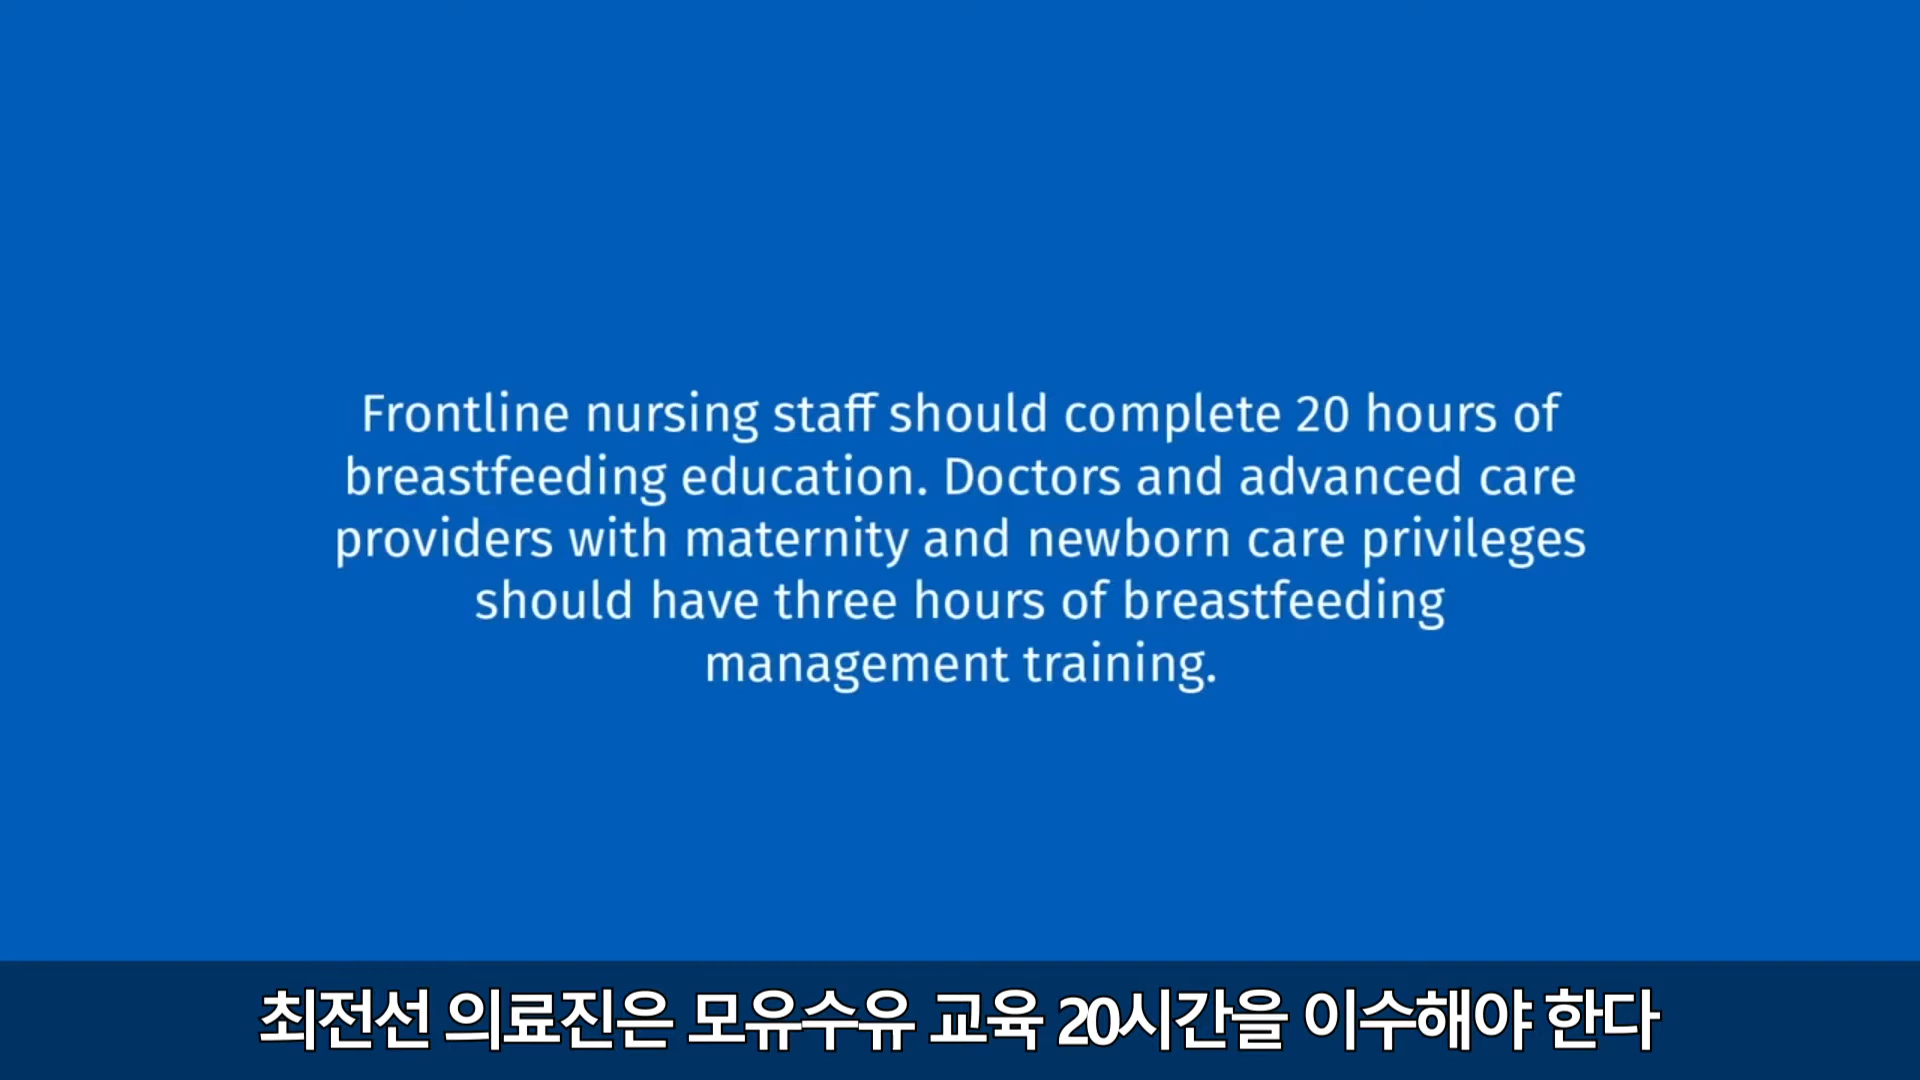 Frontline nursing staff should complete 20 hours of
breastfeeding education. Doctors and advanced care
providers with maternity and newborn care privileges
should have three hours of breastfeeding
management training.
최전선 의료진은 모유수유 교육 20시간을 이수해야 한다